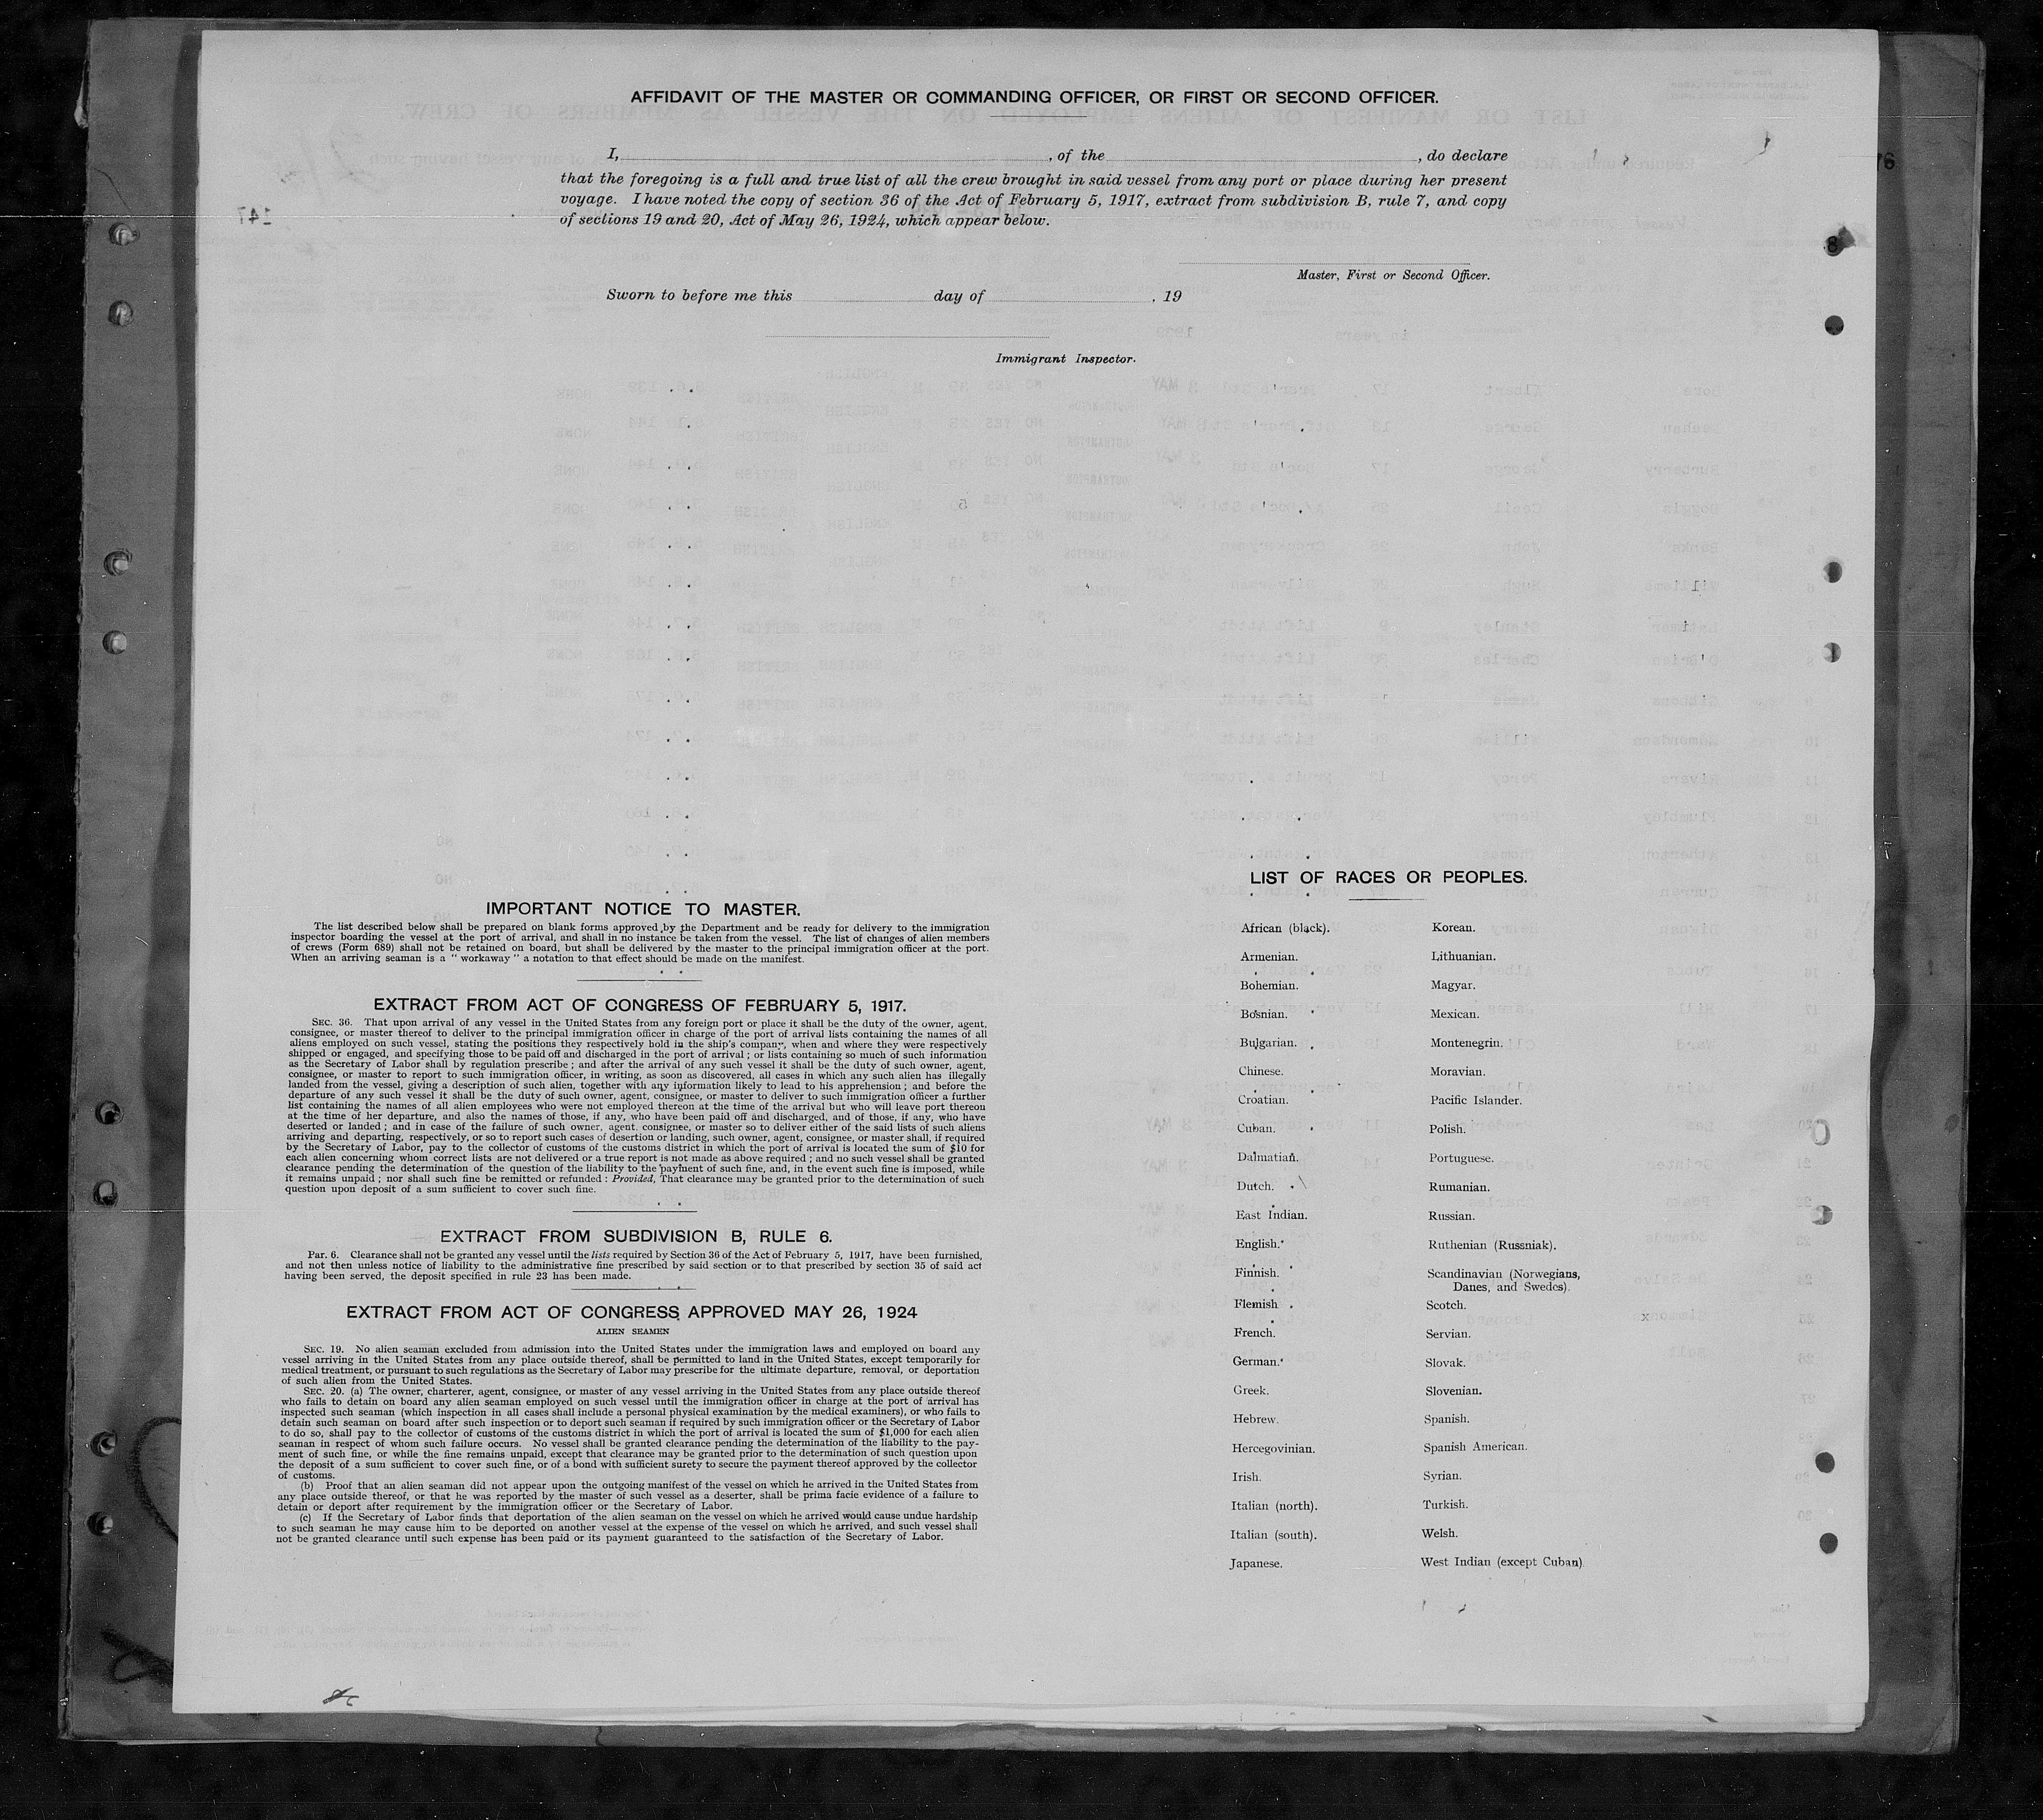 AFFIDAVIT OF THE MASTER OR COMMANDING OFFICER, OR FIRST OR SECOND OFFICER.
I, , of the , do declare
that the foregoing is a full and true list of all the crew brought in said vessel from any port or place during her present
voyage. I have noted the copy of section 36 of the Act of February 5, 1917, extract from subdivision B, rule 7, and copy
of sections 19 and 20, Act of May 26, 1924, which appear below.
Master, First or Second Officer.
Sworn to before me this day of , 19
Immigrant Inspector.
IMPORTANT NOTICE TO MASTER.
The list described below shall be prepared on blank forms approved by the Department and be ready for delivery to the immigration
inspector boarding the vessel at the port of arrival, and shall in no instance be taken from the vessel. The list of changes of alien members
of crews (Form 689) shall not be retained on board, but shall be delivered by the master to the principal immigration officer at the port.
When an arriving seaman is a " workaway " a notation to that effect should be made on the manifest.
EXTRACT FROM ACT OF CONGRESS OF FEBRUARY 5, 1917.
SEC. 36. That upon arrival of any vessel in the United States from any foreign port or place it shall be the duty of the owner, agent,
consignee, or master thereof to deliver to the principal immigration officer in charge of the port of arrival lists containing the names of all
aliens employed on such vessel, stating the positions they respectively hold in the ship's company, when and where they were respectively
shipped or engaged, and specifying those to be paid off and discharged in the port of arrival ; or lists containing so much of such information
as the Secretary of Labor shall by regulation prescribe ; and after the arrival of any such vessel it shall be the duty of such owner, agent,
consignee, or master to report to such immigration officer, in writing, as soon as discovered, all cases in which any such alien has illegally
landed from the vessel, giving a description of such alien, together with any information likely to lead to his apprehension ; and before the
departure of any such vessel it shall be the duty of such owner, agent, consignee, or master to deliver to such immigration officer a further
list containing the names of all alien employees who were not employed thereon at the time of the arrival but who will leave port thereon
at the time of her departure, and also the names of those, if any, who have been paid off and discharged, and of those, if any, who have
deserted or landed ; and in case of the failure of such owner, agent. consignee, or master so to deliver either of the said lists of such aliens
arriving and departing, respectively, or so to report such cases of desertion or landing, such owner, agent, consignee, or master shall, if required
by the Secretary of Labor, pay to the collector of customs of the customs district in which the port of arrival is located the sum of $10 for
each alien concerning whom correct lists are not delivered or a true report is not made as above required ; and no such vessel shall be granted
clearance pending the determination of the question of the liability to the payment of such fine, and, in the event such fine is imposed, while
it remains unpaid ; nor shall such fine be remitted or refunded : Provided, That clearance may be granted prior to the determination of such
question upon deposit of a sum sufficient to cover such fine.
EXTRACT FROM SUBDIVISION B, RULE 6.
Par. 6. Clearance shall not be granted any vessel until the lists required by Section 36 of the Act of February 5, 1917, have been furnished,
and not then unless notice of liability to the administrative fine prescribed by said section or to that prescribed by section 35 of said act
having been served, the deposit specified in rule 23 has been made.
EXTRACT FROM ACT OF CONGRESS APPROVED MAY 26, 1924
ALIEN SEAMEN
SEC. 19. No alien seaman excluded from admission into the United States under the immigration laws and employed on board any
vessel arriving in the United States from any place outside thereof, shall be permitted to land in the United States, except temporarily for
medical treatment, or pursuant to such regulations as the Secretary of Labor may prescribe for the ultimate departure, removal, or deportation
of such alien from the United States.
SEC. 20. (a) The owner, charterer, agent, consignee, or master of any vessel arriving in the United States from any place outside thereof
who fails to detain on board any alien seaman employed on such vessel until the immigration officer in charge at the port of arrival has
inspected such seaman (which inspection in all cases shall include a personal physical examination by the medical examiners), or who fails to
detain such seaman on board after such inspection or to deport such seaman if required by such immigration officer or the Secretary of Labor
to do so, shall pay to the collector of customs of the customs district in which the port of arrival is located the sum of $1,000 for each alien
seaman in respect of whom such failure occurs. No vessel shall be granted clearance pending the determination of the liability to the pay-
ment of such fine, or while the fine remains unpaid, except that clearance may be granted prior to the determination of such question upon
the deposit of a sum sufficient to cover such fine, or of a bond with sufficient surety to secure the payment thereof approved by the collector
of customs.
(b) Proof that an alien seaman did not appear upon the outgoing manifest of the vessel on which he arrived in the United States from
any place outside thereof, or that he was reported by the master of such vessel as a deserter, shall be prima facie evidence of a failure to
detain or deport after requirement by the immigration officer or the Secretary of Labor.
(c) If the Secretary of Labor finds that deportation of the alien seaman on the vessel on which he arrived would cause undue hardship
to such seaman he may cause him to be deported on another vessel at the expense of the vessel on which he arrived, and such vessel shall
not be granted clearance until such expense has been paid or its payment guaranteed to the satisfaction of the Secretary of Labor.
LIST OF RACES OR PEOPLES.
African (black).
Armenian.
Bohemian.
Bosnian.
Bulgarian.
Chinese.
Croatian.
Cuban.
Dalmatian.
Dutch.
East Indian.
English.
Finnish.
Flemish
French.
German.
Greek.
Hebrew.
Hercegovinian.
Irish.
Italian (north).
Italian (south).
Japanese.
Korean.
Lithuanian.
Magyar.
Mexican.
Montenegrin.
Moravian.
Pacific Islander.
Polish.
Portuguese.
Rumanian.
Russian.
Ruthenian (Russniak).
Scandinavian (Norwegians,
Danes, and Swedes).
Scotch.
Servian.
Slovak.
Slovenian.
Spanish.
Spanish American.
Syrian.
Turkish.
Welsh.
West Indian (except Cuban)